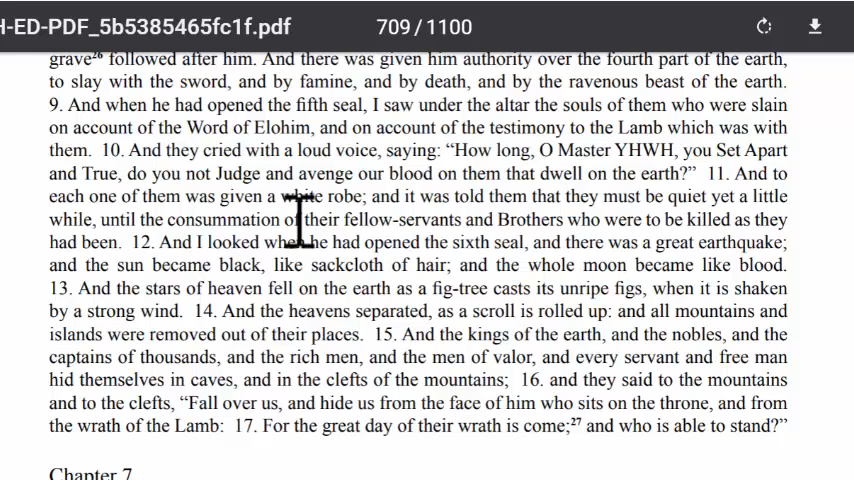 H-ED-PDF_5b5385465fc1f.pdf 709 / 1100
grave²⁶ followed after him. And there was given him authority over the fourth part of the earth,
to slay with the sword, and by famine, and by death, and by the ravenous beast of the earth.
9. And when he had opened the fifth seal, I saw under the altar the souls of them who were slain
on account of the Word of Elohim, and on account of the testimony to the Lamb which was with
them. 10. And they cried with a loud voice, saying: “How long, O Master YHWH, you Set Apart
and True, do you not Judge and avenge our blood on them that dwell on the earth?” 11. And to
each one of them was given a white robe; and it was told them that they must be quiet yet a little
while, until the consummation of their fellow-servants and Brothers who were to be killed as they
had been. 12. And I looked when he had opened the sixth seal, and there was a great earthquake;
and the sun became black, like sackcloth of hair; and the whole moon became like blood.
13. And the stars of heaven fell on the earth as a fig-tree casts its unripe figs, when it is shaken
by a strong wind. 14. And the heavens separated, as a scroll is rolled up: and all mountains and
islands were removed out of their places. 15. And the kings of the earth, and the nobles, and the
captains of thousands, and the rich men, and the men of valor, and every servant and free man
hid themselves in caves, and in the clefts of the mountains; 16. and they said to the mountains
and to the clefts, “Fall over us, and hide us from the face of him who sits on the throne, and from
the wrath of the Lamb: 17. For the great day of their wrath is come;²⁷ and who is able to stand?”
Chapter 7